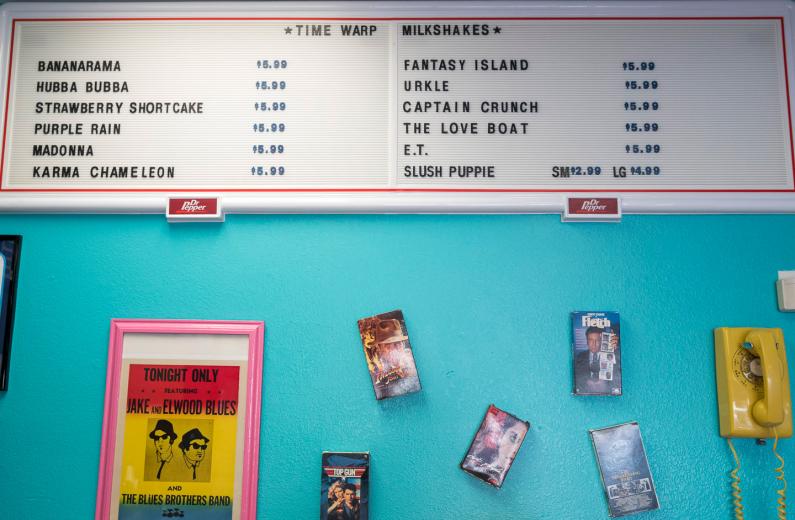 ★TIME WARP MILKSHAKES★
BANANARAMA $5.99
HUBBA BUBBA $5.99
STRAWBERRY SHORTCAKE $5.99
PURPLE RAIN $5.99
MADONNA $5.99
KARMA CHAMELEON $5.99
FANTASY ISLAND $5.99
URKLE $5.99
CAPTAIN CRUNCH $5.99
THE LOVE BOAT $5.99
E.T. $5.99
SLUSH PUPPIE SM $2.99 LG $4.99
Dr Pepper
Dr Pepper
TONIGHT ONLY
FEATURING
JAKE AND ELWOOD BLUES
AND
THE BLUES BROTHERS BAND
TOP GUN
Fletch